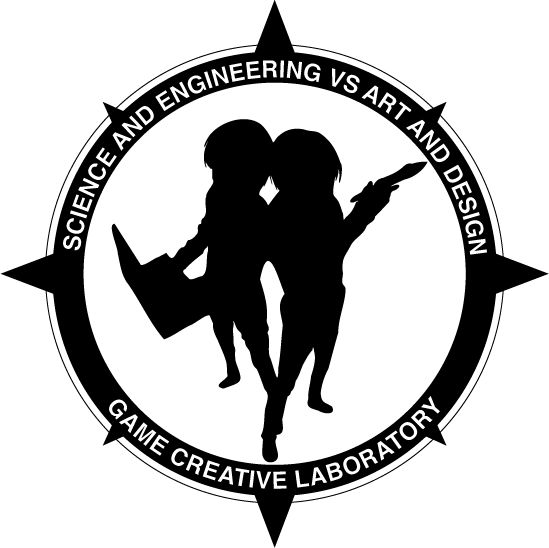 SCIENCE AND ENGINEERING VS ART AND DESIGN
GAME CREATIVE LABORATORY